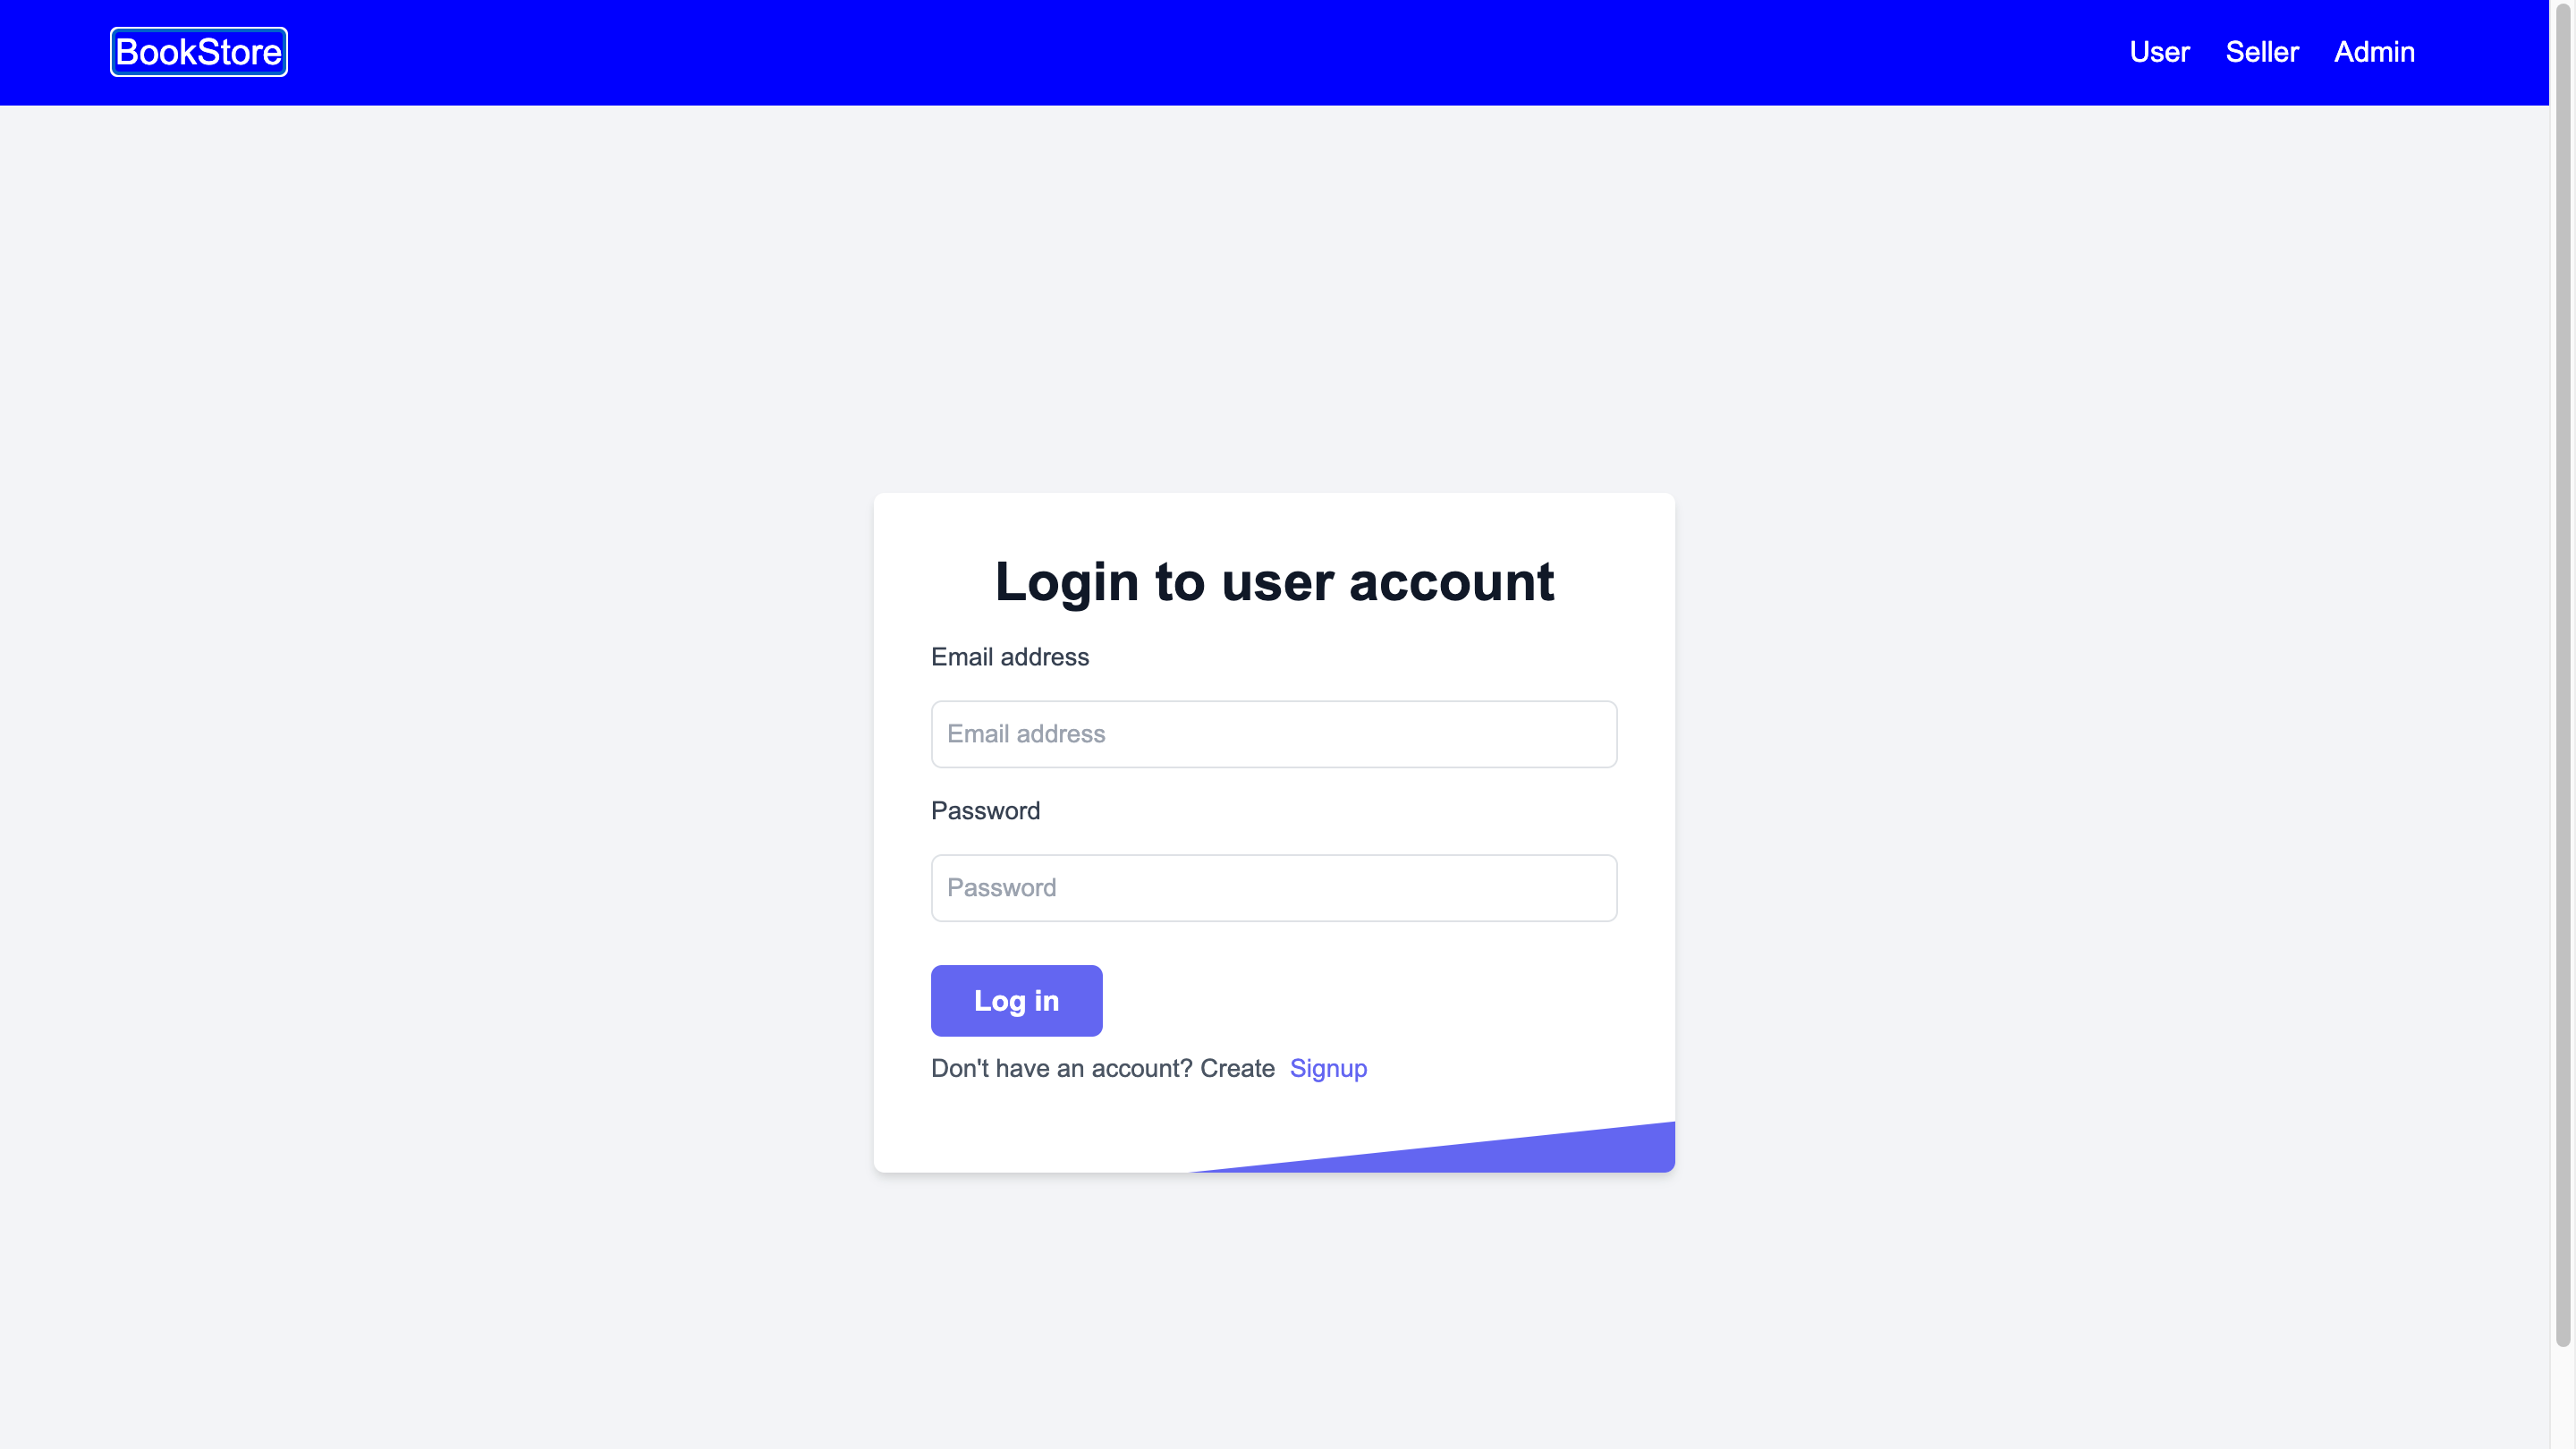 BookStore
User Seller Admin
Login to user account
Email address
Email address
Password
Password
Log in
Don't have an account? Create Signup